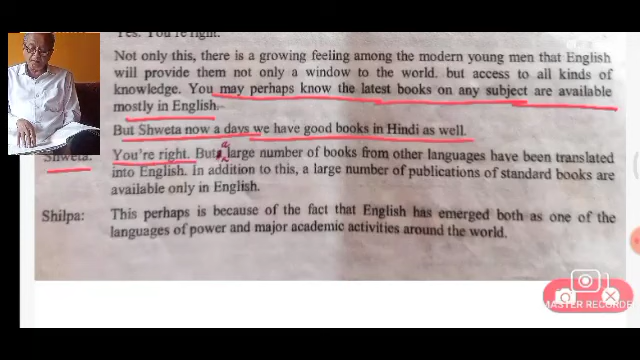 Yes. You're right.
Not only this, there is a growing feeling among the modern young men that English
will provide them not only a window to the world. but access to all kinds of
knowledge. You may perhaps know the latest books on any subject are available
mostly in English.
But Shweta now a days we have good books in Hindi as well.
Shweta: You're right. But a large number of books from other languages have been translated
into English. In addition to this, a large number of publications of standard books are
available only in English.
Shilpa: This perhaps is because of the fact that English has emerged both as one of the
languages of power and major academic activities around the world.
MASTER RECORDE